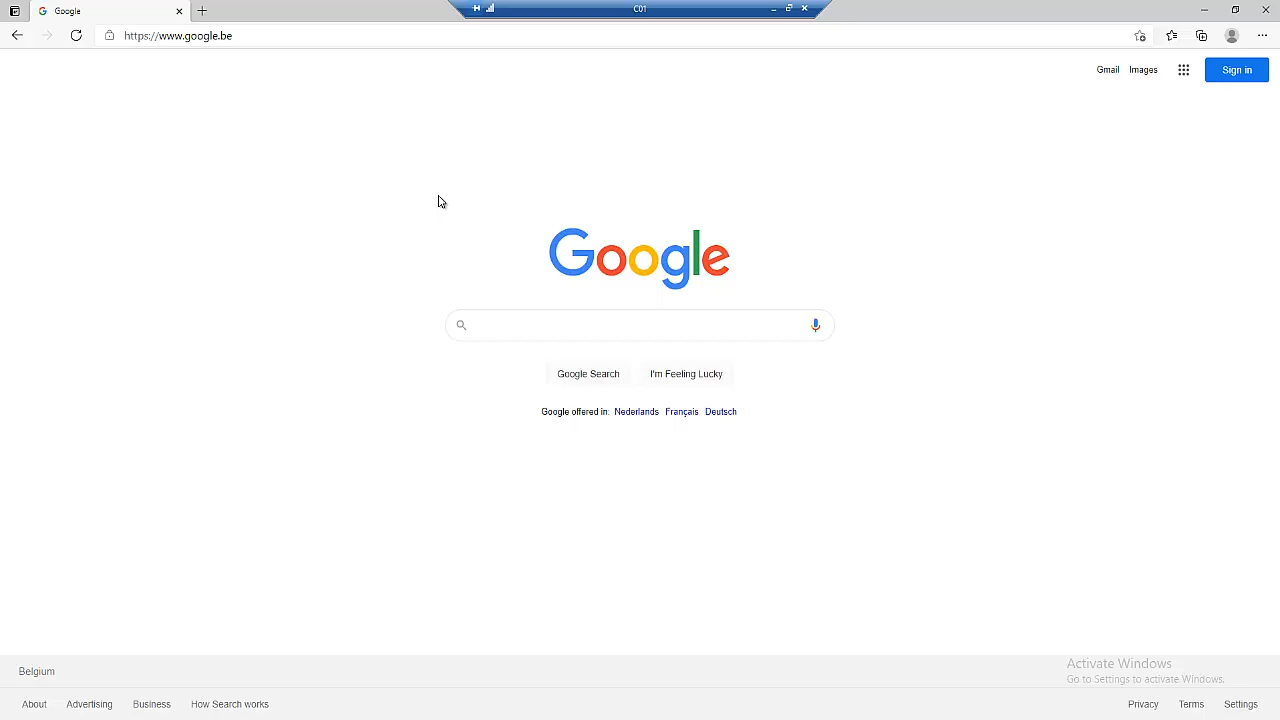 Google
C01
https://www.google.be
Gmail Images Sign in
Google
Google Search I'm Feeling Lucky
Google offered in: Nederlands Français Deutsch
Belgium
Activate Windows
Go to Settings to activate Windows.
About Advertising Business How Search works Privacy Terms Settings